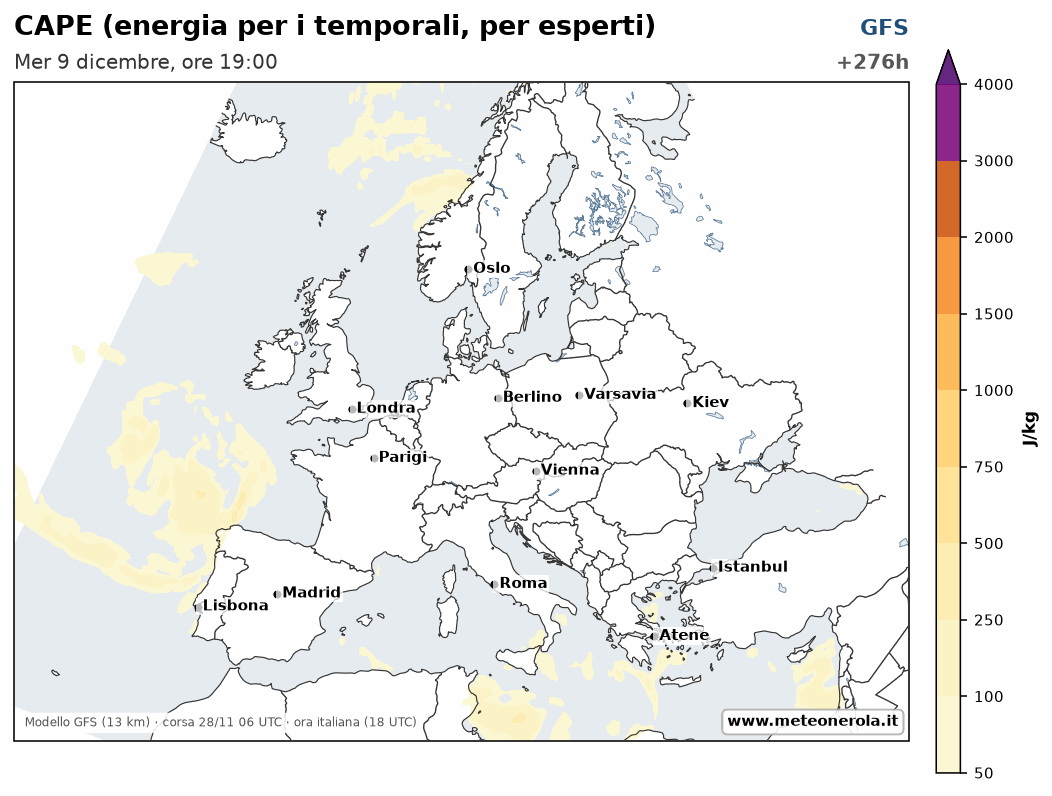 CAPE (energia per i temporali, per esperti)
GFS
Mer 9 dicembre, ore 19:00
+276h
4000
3000
2000
1500
1000
750
500
250
100
50
J/kg
Oslo
Berlino
Varsavia
Kiev
Londra
Parigi
Vienna
Istanbul
Roma
Madrid
Lisbona
Atene
Modello GFS (13 km) · corsa 28/11 06 UTC · ora italiana (18 UTC)
www.meteonerola.it